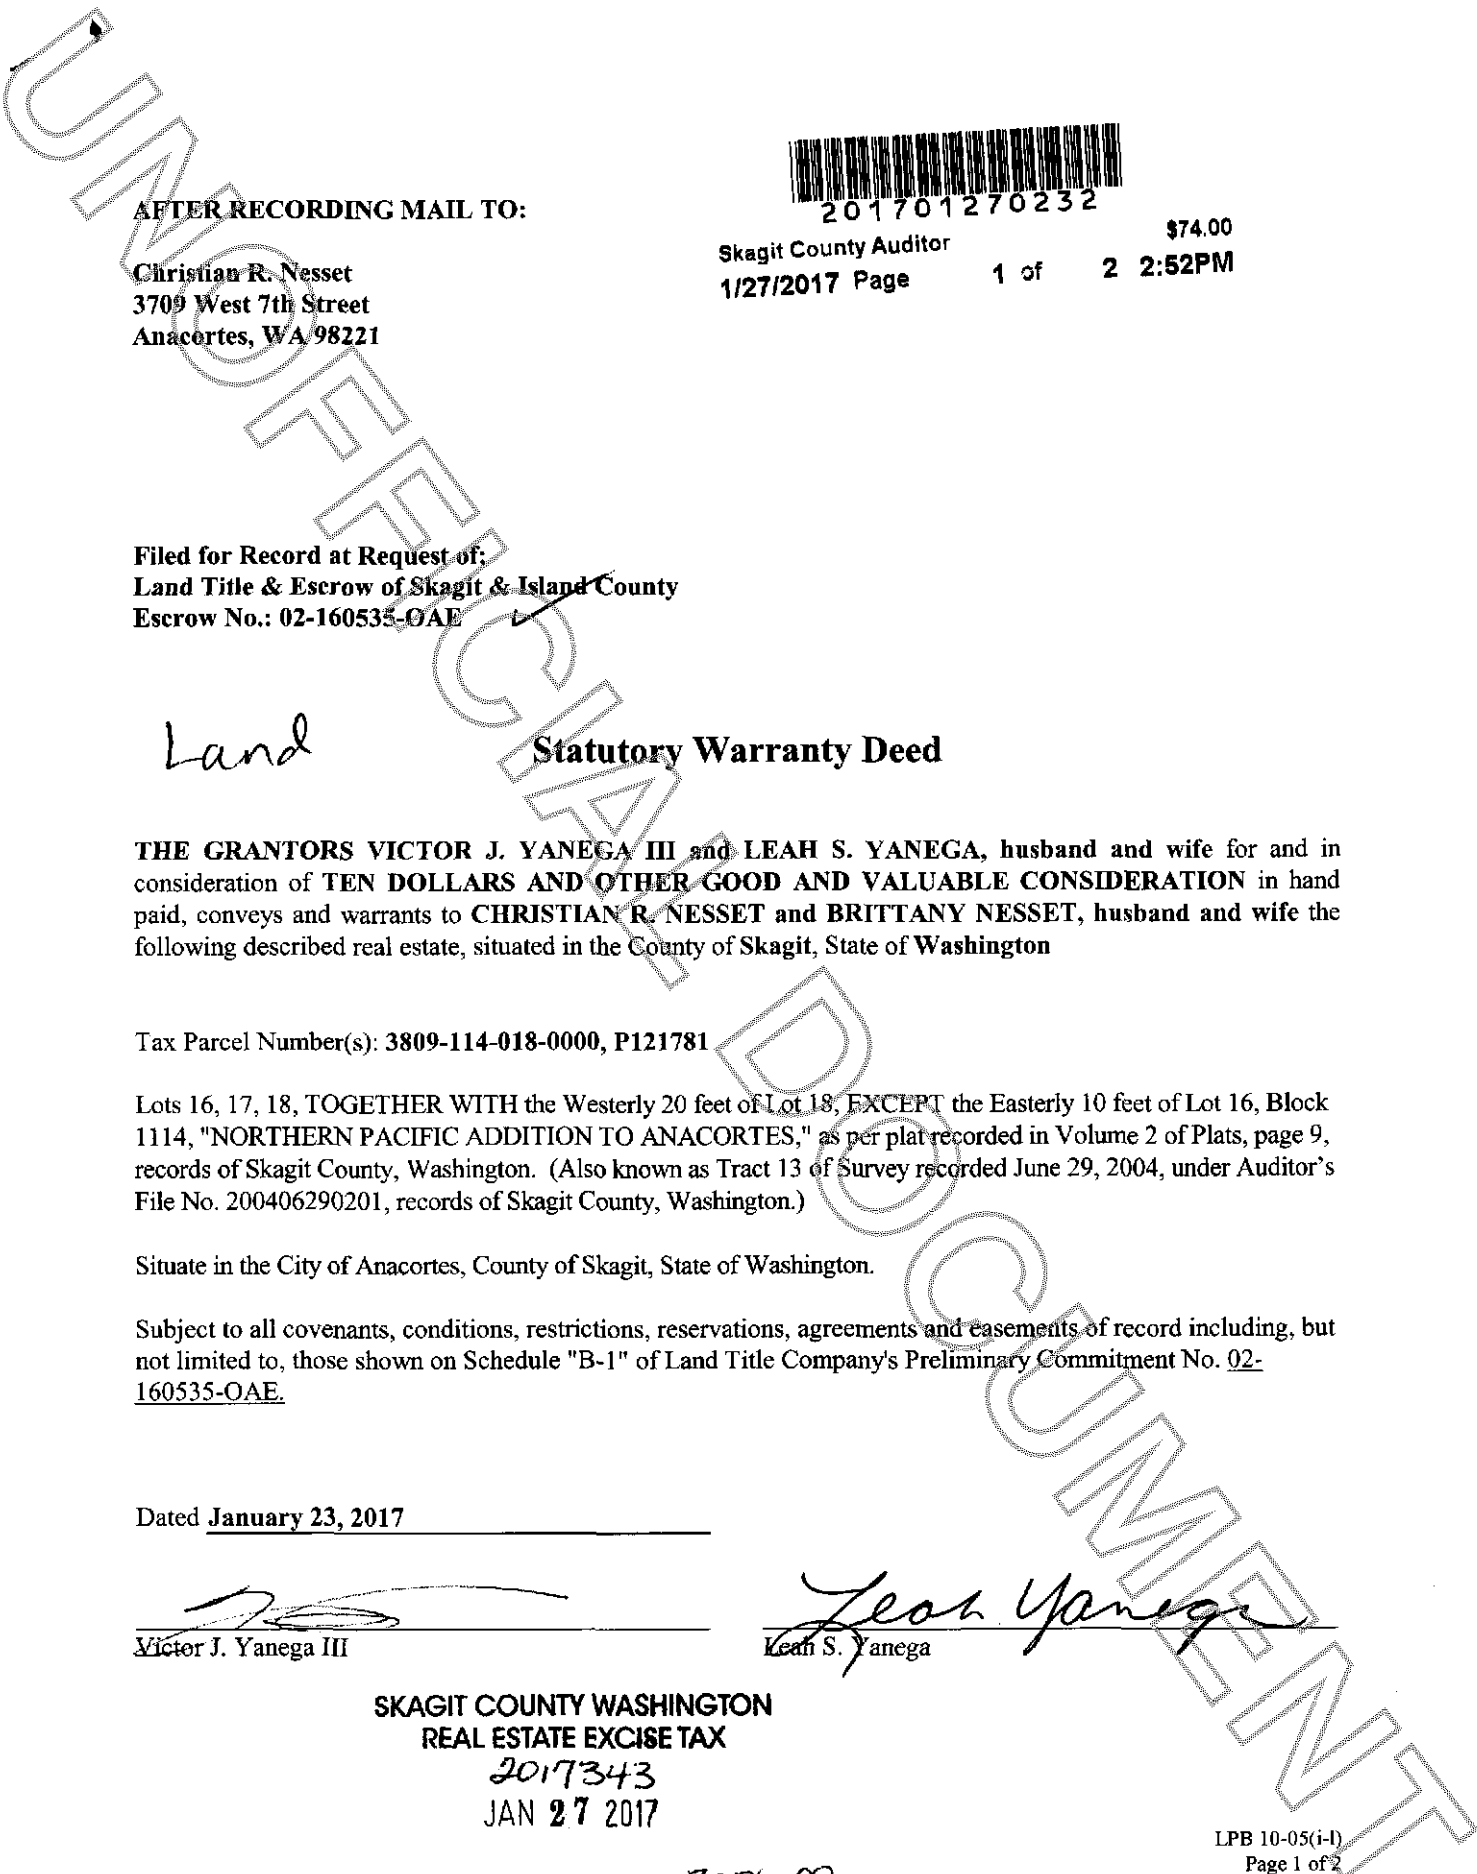 AFTER RECORDING MAIL TO:
Christian R. Nesset
3709 West 7th Street
Anacortes, WA 98221
201701270232
Skagit County Auditor $74.00
1/27/2017 Page 1 of 2 2:52PM
Filed for Record at Request of:
Land Title & Escrow of Skagit & Island County
Escrow No.: 02-160535-OAE
Land
Statutory Warranty Deed
THE GRANTORS VICTOR J. YANEGA III and LEAH S. YANEGA, husband and wife for and in
consideration of TEN DOLLARS AND OTHER GOOD AND VALUABLE CONSIDERATION in hand
paid, conveys and warrants to CHRISTIAN R. NESSET and BRITTANY NESSET, husband and wife the
following described real estate, situated in the County of Skagit, State of Washington
Tax Parcel Number(s): 3809-114-018-0000, P121781
Lots 16, 17, 18, TOGETHER WITH the Westerly 20 feet of Lot 18, EXCEPT the Easterly 10 feet of Lot 16, Block
1114, "NORTHERN PACIFIC ADDITION TO ANACORTES," as per plat recorded in Volume 2 of Plats, page 9,
records of Skagit County, Washington. (Also known as Tract 13 of Survey recorded June 29, 2004, under Auditor's
File No. 200406290201, records of Skagit County, Washington.)
Situate in the City of Anacortes, County of Skagit, State of Washington.
Subject to all covenants, conditions, restrictions, reservations, agreements and easements of record including, but
not limited to, those shown on Schedule "B-1" of Land Title Company's Preliminary Commitment No. 02-
160535-OAE.
Dated January 23, 2017
Leah Yanega
Victor J. Yanega III
Leah S. Yanega
SKAGIT COUNTY WASHINGTON
REAL ESTATE EXCISE TAX
2017343
JAN 27 2017
LPB 10-05(i-l)
Page 1 of 2
UNOFFICIAL DOCUMENT